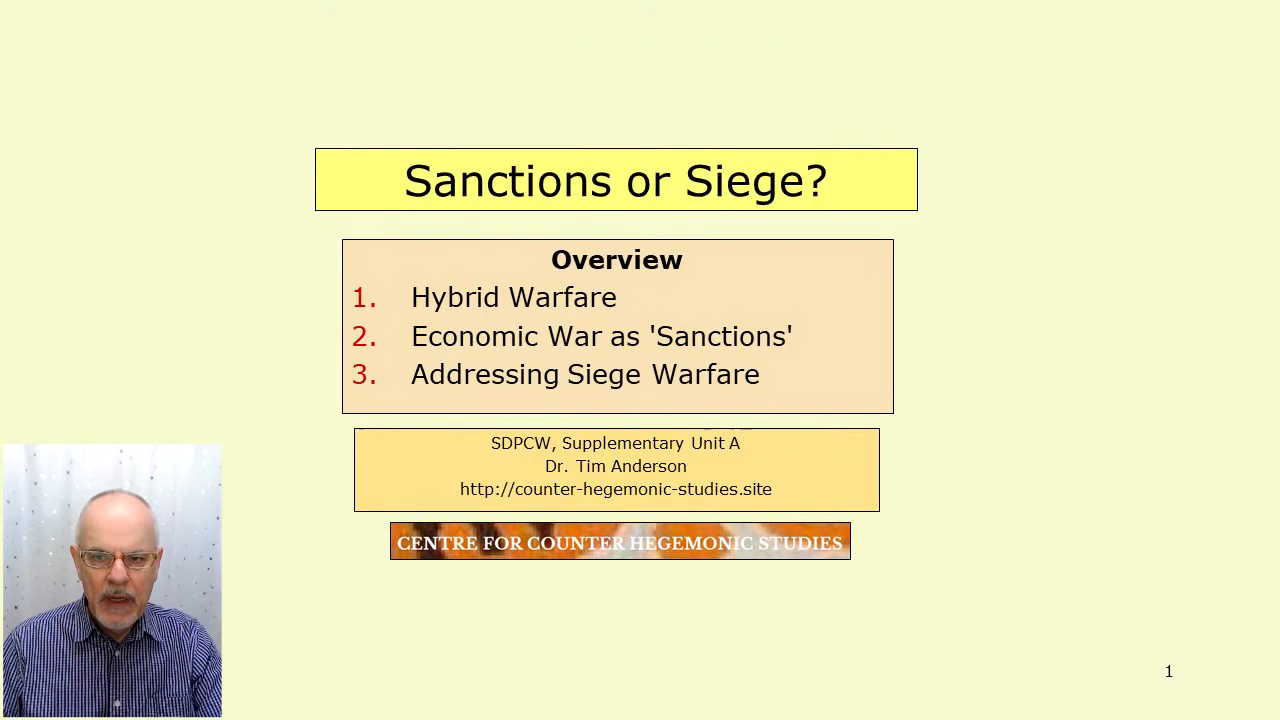 Sanctions or Siege?
Overview
1. Hybrid Warfare
2. Economic War as 'Sanctions'
3. Addressing Siege Warfare
SDPCW, Supplementary Unit A
Dr. Tim Anderson
http://counter-hegemonic-studies.site
CENTRE FOR COUNTER HEGEMONIC STUDIES
1